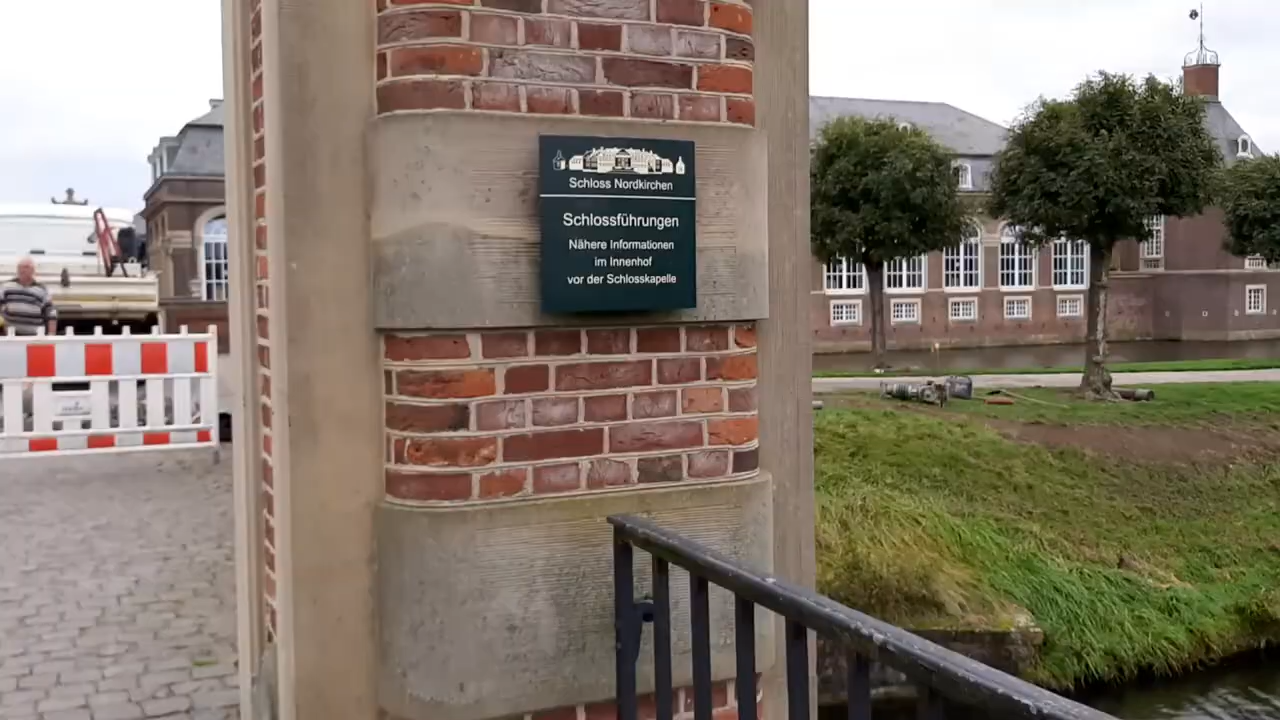 Schloss Nordkirchen
Schlossführungen
Nähere Informationen
im Innenhof
vor der Schlosskapelle